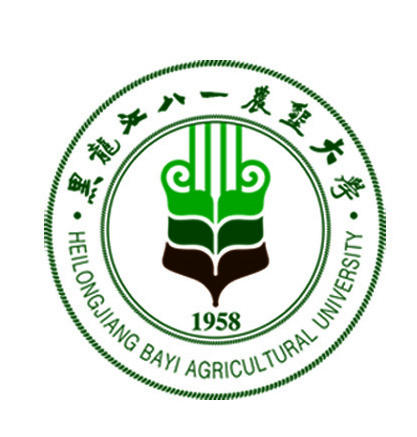 黑龍江八一農墾大學
1958
HEILONGJIANG BAYI AGRICULTURAL UNIVERSITY